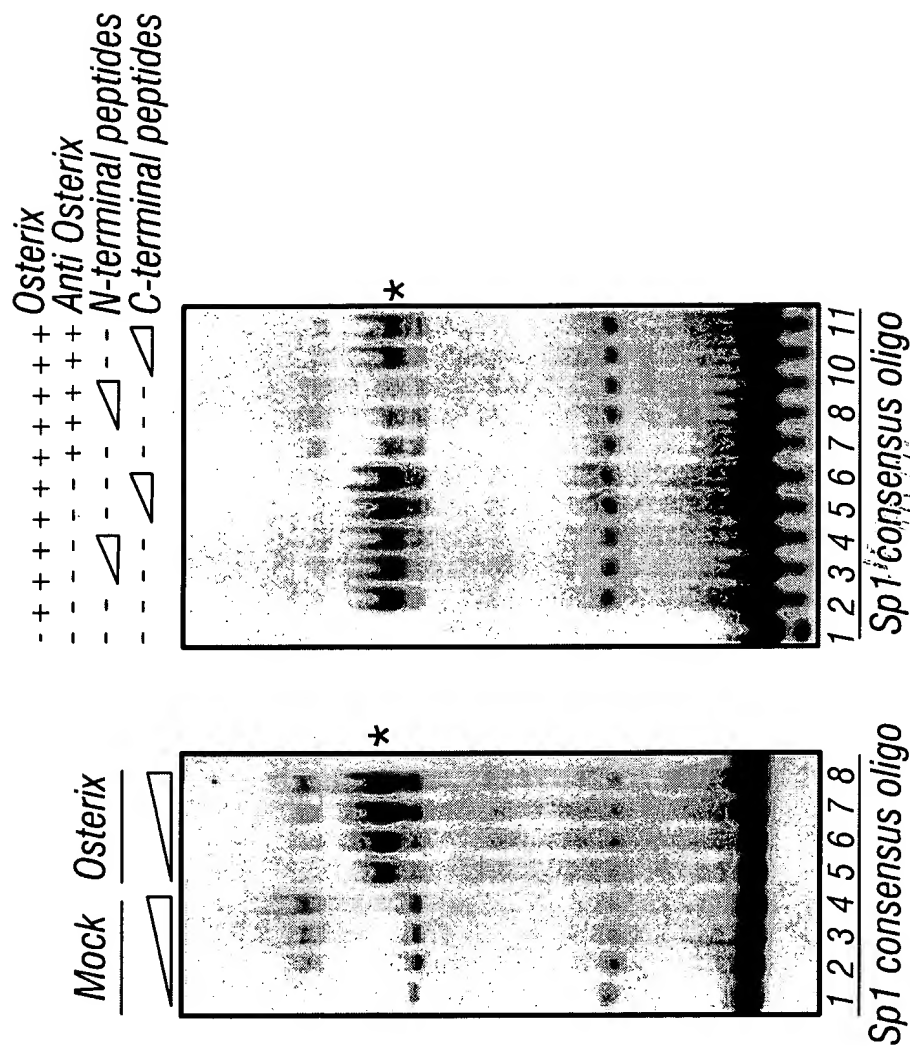 - + + + + + + + + + + Osterix
- - - - - - + + + + + Anti Osterix
- - - - - - - N-terminal peptides
- - - - - - - C-terminal peptides
*
1 2 3 4 5 6 7 8 10 11
Sp1 consensus oligo
Mock Osterix
*
1 2 3 4 5 6 7 8
Sp1 consensus oligo